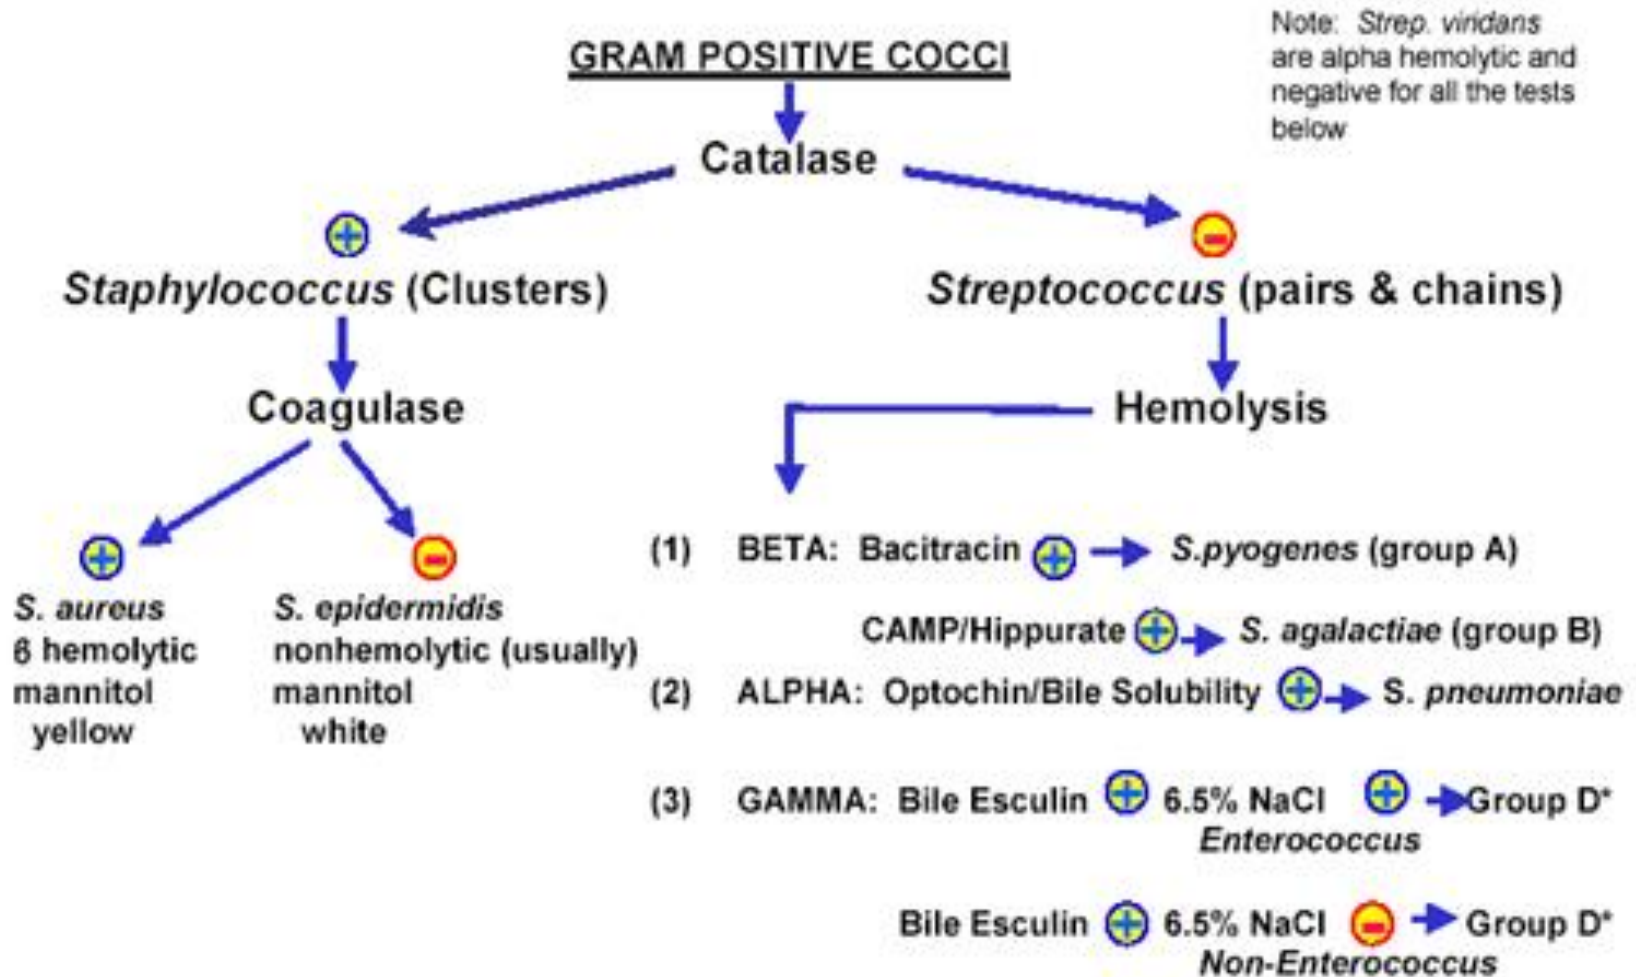 GRAM POSITIVE COCCI
Note: Strep. viridans
are alpha hemolytic and
negative for all the tests
below
Catalase
+
-
Staphylococcus (Clusters)
Streptococcus (pairs & chains)
Coagulase
Hemolysis
+
-
S. aureus
6 hemolytic
mannitol
yellow
S. epidermidis
nonhemolytic (usually)
mannitol
white
(1) BETA: Bacitracin + S.pyogenes (group A)
CAMP/Hippurate + S. agalactiae (group B)
(2) ALPHA: Optochin/Bile Solubility + S. pneumoniae
(3) GAMMA: Bile Esculin + 6.5% NaCl + Group D*
Enterococcus
Bile Esculin + 6.5% NaCl - Group D*
Non-Enterococcus